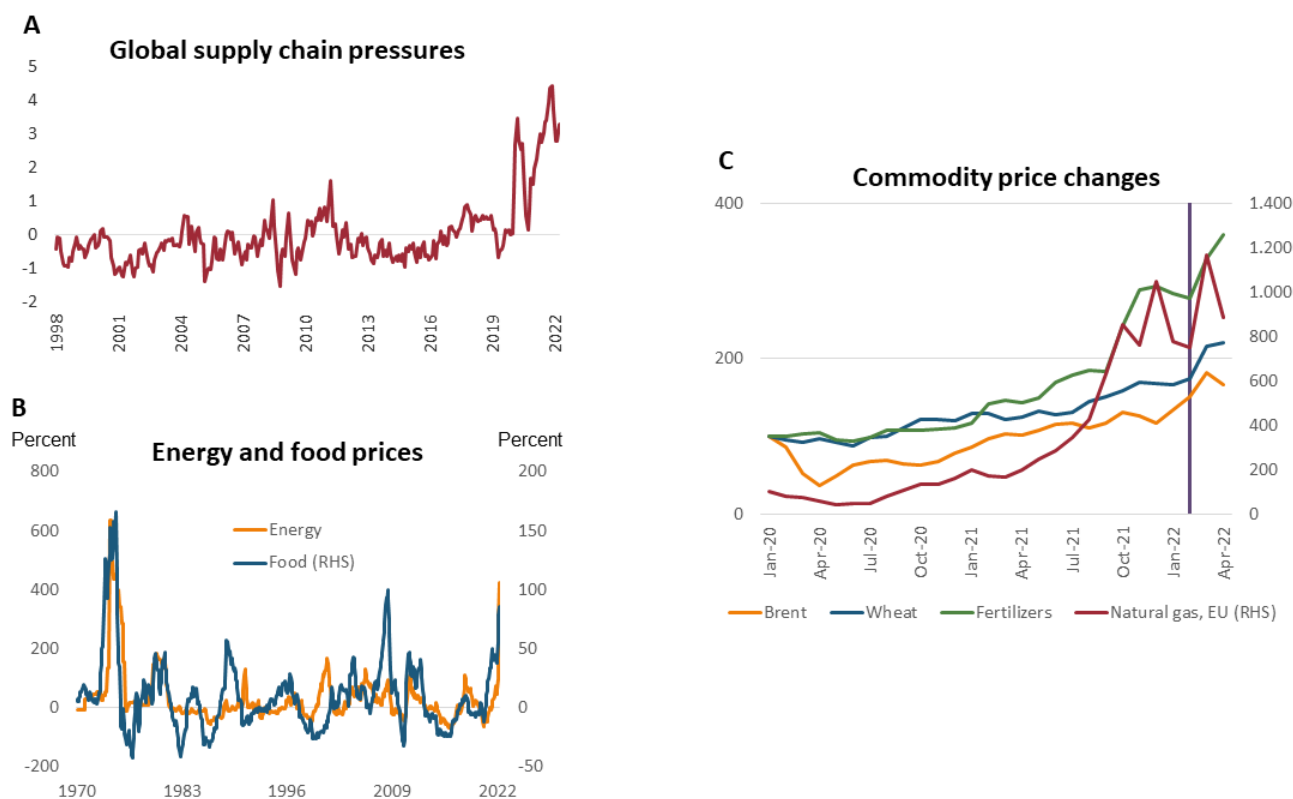 A
Global supply chain pressures
5
4
3
2
1
0
-1
-2
1998
2001
2004
2007
2010
2013
2016
2019
2022
B
Percent
Percent
Energy and food prices
800
600
400
200
0
-200
200
150
100
50
0
-50
Energy
Food (RHS)
1970
1983
1996
2009
2022
C
Commodity price changes
400
200
0
1.400
1.200
1.000
800
600
400
200
0
Jan-20
Apr-20
Jul-20
Oct-20
Jan-21
Apr-21
Jul-21
Oct-21
Jan-22
Apr-22
Brent
Wheat
Fertilizers
Natural gas, EU (RHS)